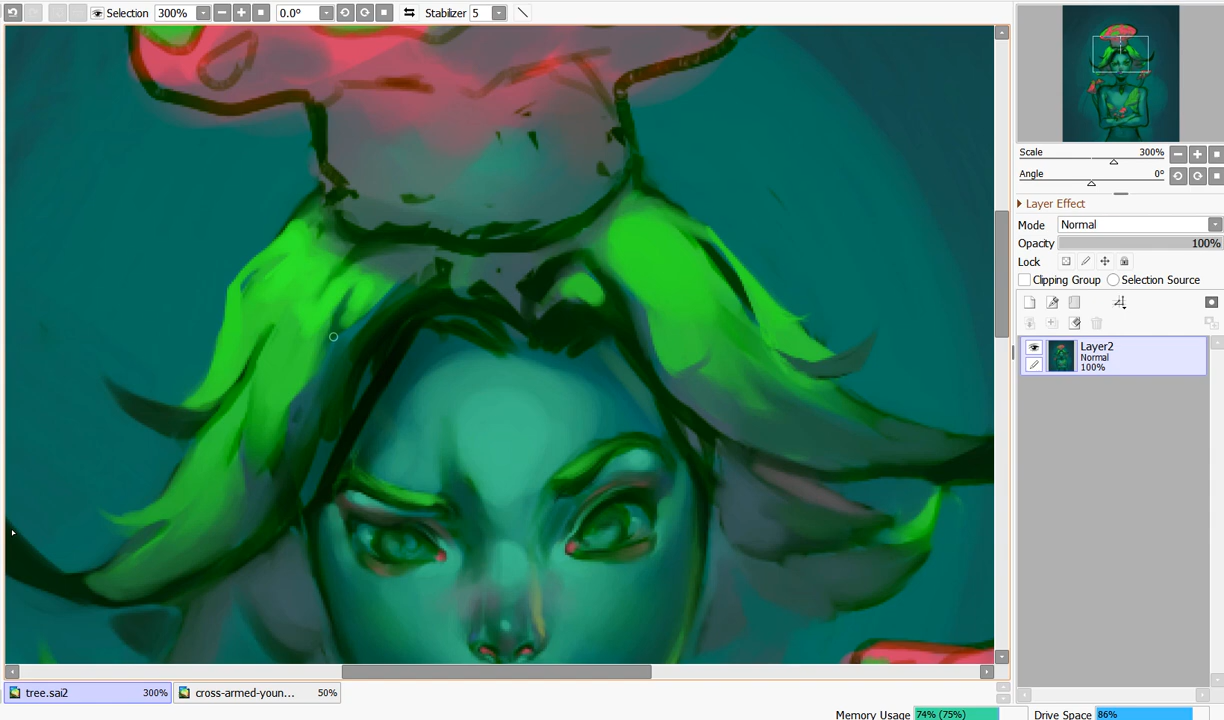 Selection 300% 0.0° Stabilizer 5
Scale 300%
Angle 0°
Layer Effect
Mode Normal
Opacity 100%
Lock
Clipping Group Selection Source
Layer2
Normal
100%
tree.sai2 300% cross-armed-youn... 50%
Memory Usage 74% (75%) Drive Space 86%